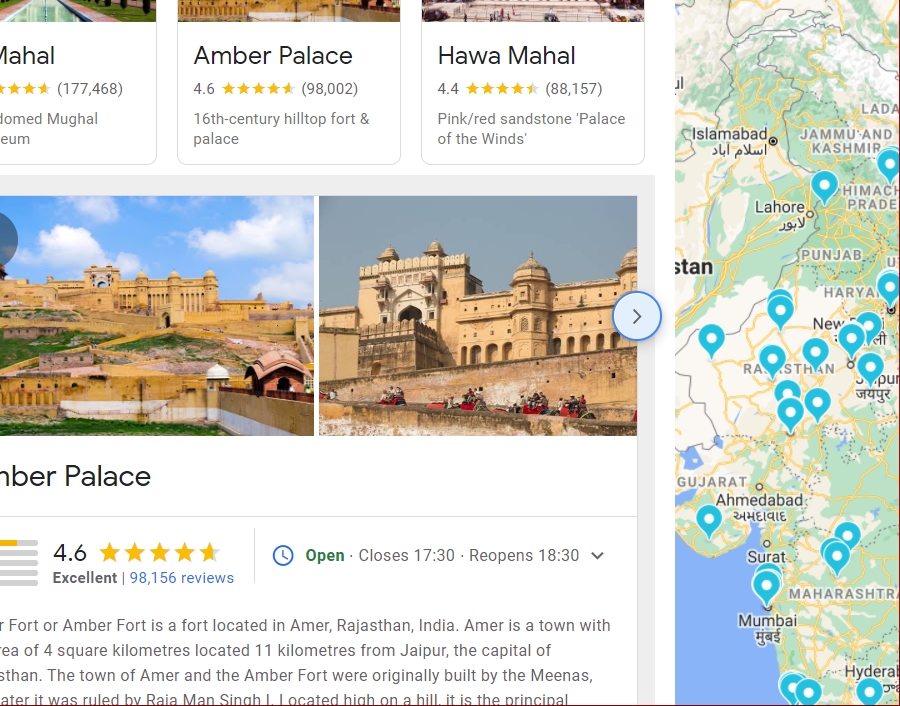 Mahal
Amber Palace
Hawa Mahal
(177,468)
4.6 (98,002)
4.4 (88,157)
domed Mughal
eum
16th-century hilltop fort &
palace
Pink/red sandstone 'Palace
of the Winds'
mber Palace
4.6
Excellent | 98,156 reviews
Open · Closes 17:30 · Reopens 18:30
r Fort or Amber Fort is a fort located in Amer, Rajasthan, India. Amer is a town with
rea of 4 square kilometres located 11 kilometres from Jaipur, the capital of
sthan. The town of Amer and the Amber Fort were originally built by the Meenas,
ater it was ruled by Raja Man Singh I. Located high on a hill, it is the principal
ul
LADA
Islamabad
اسلام آباد
JAMMU AND
KASHMIR
HIMACH
PRADE
Lahore
لاہور
PUNJAB
stan
U
HARYAN
New
ली
RA STHAN
Jaipur
जयपुर
GUJARAT
Ahmedabad
અમદાવાદ
Surat
MAHARASHTRA
Mumbai
मुंबई
Hyderab